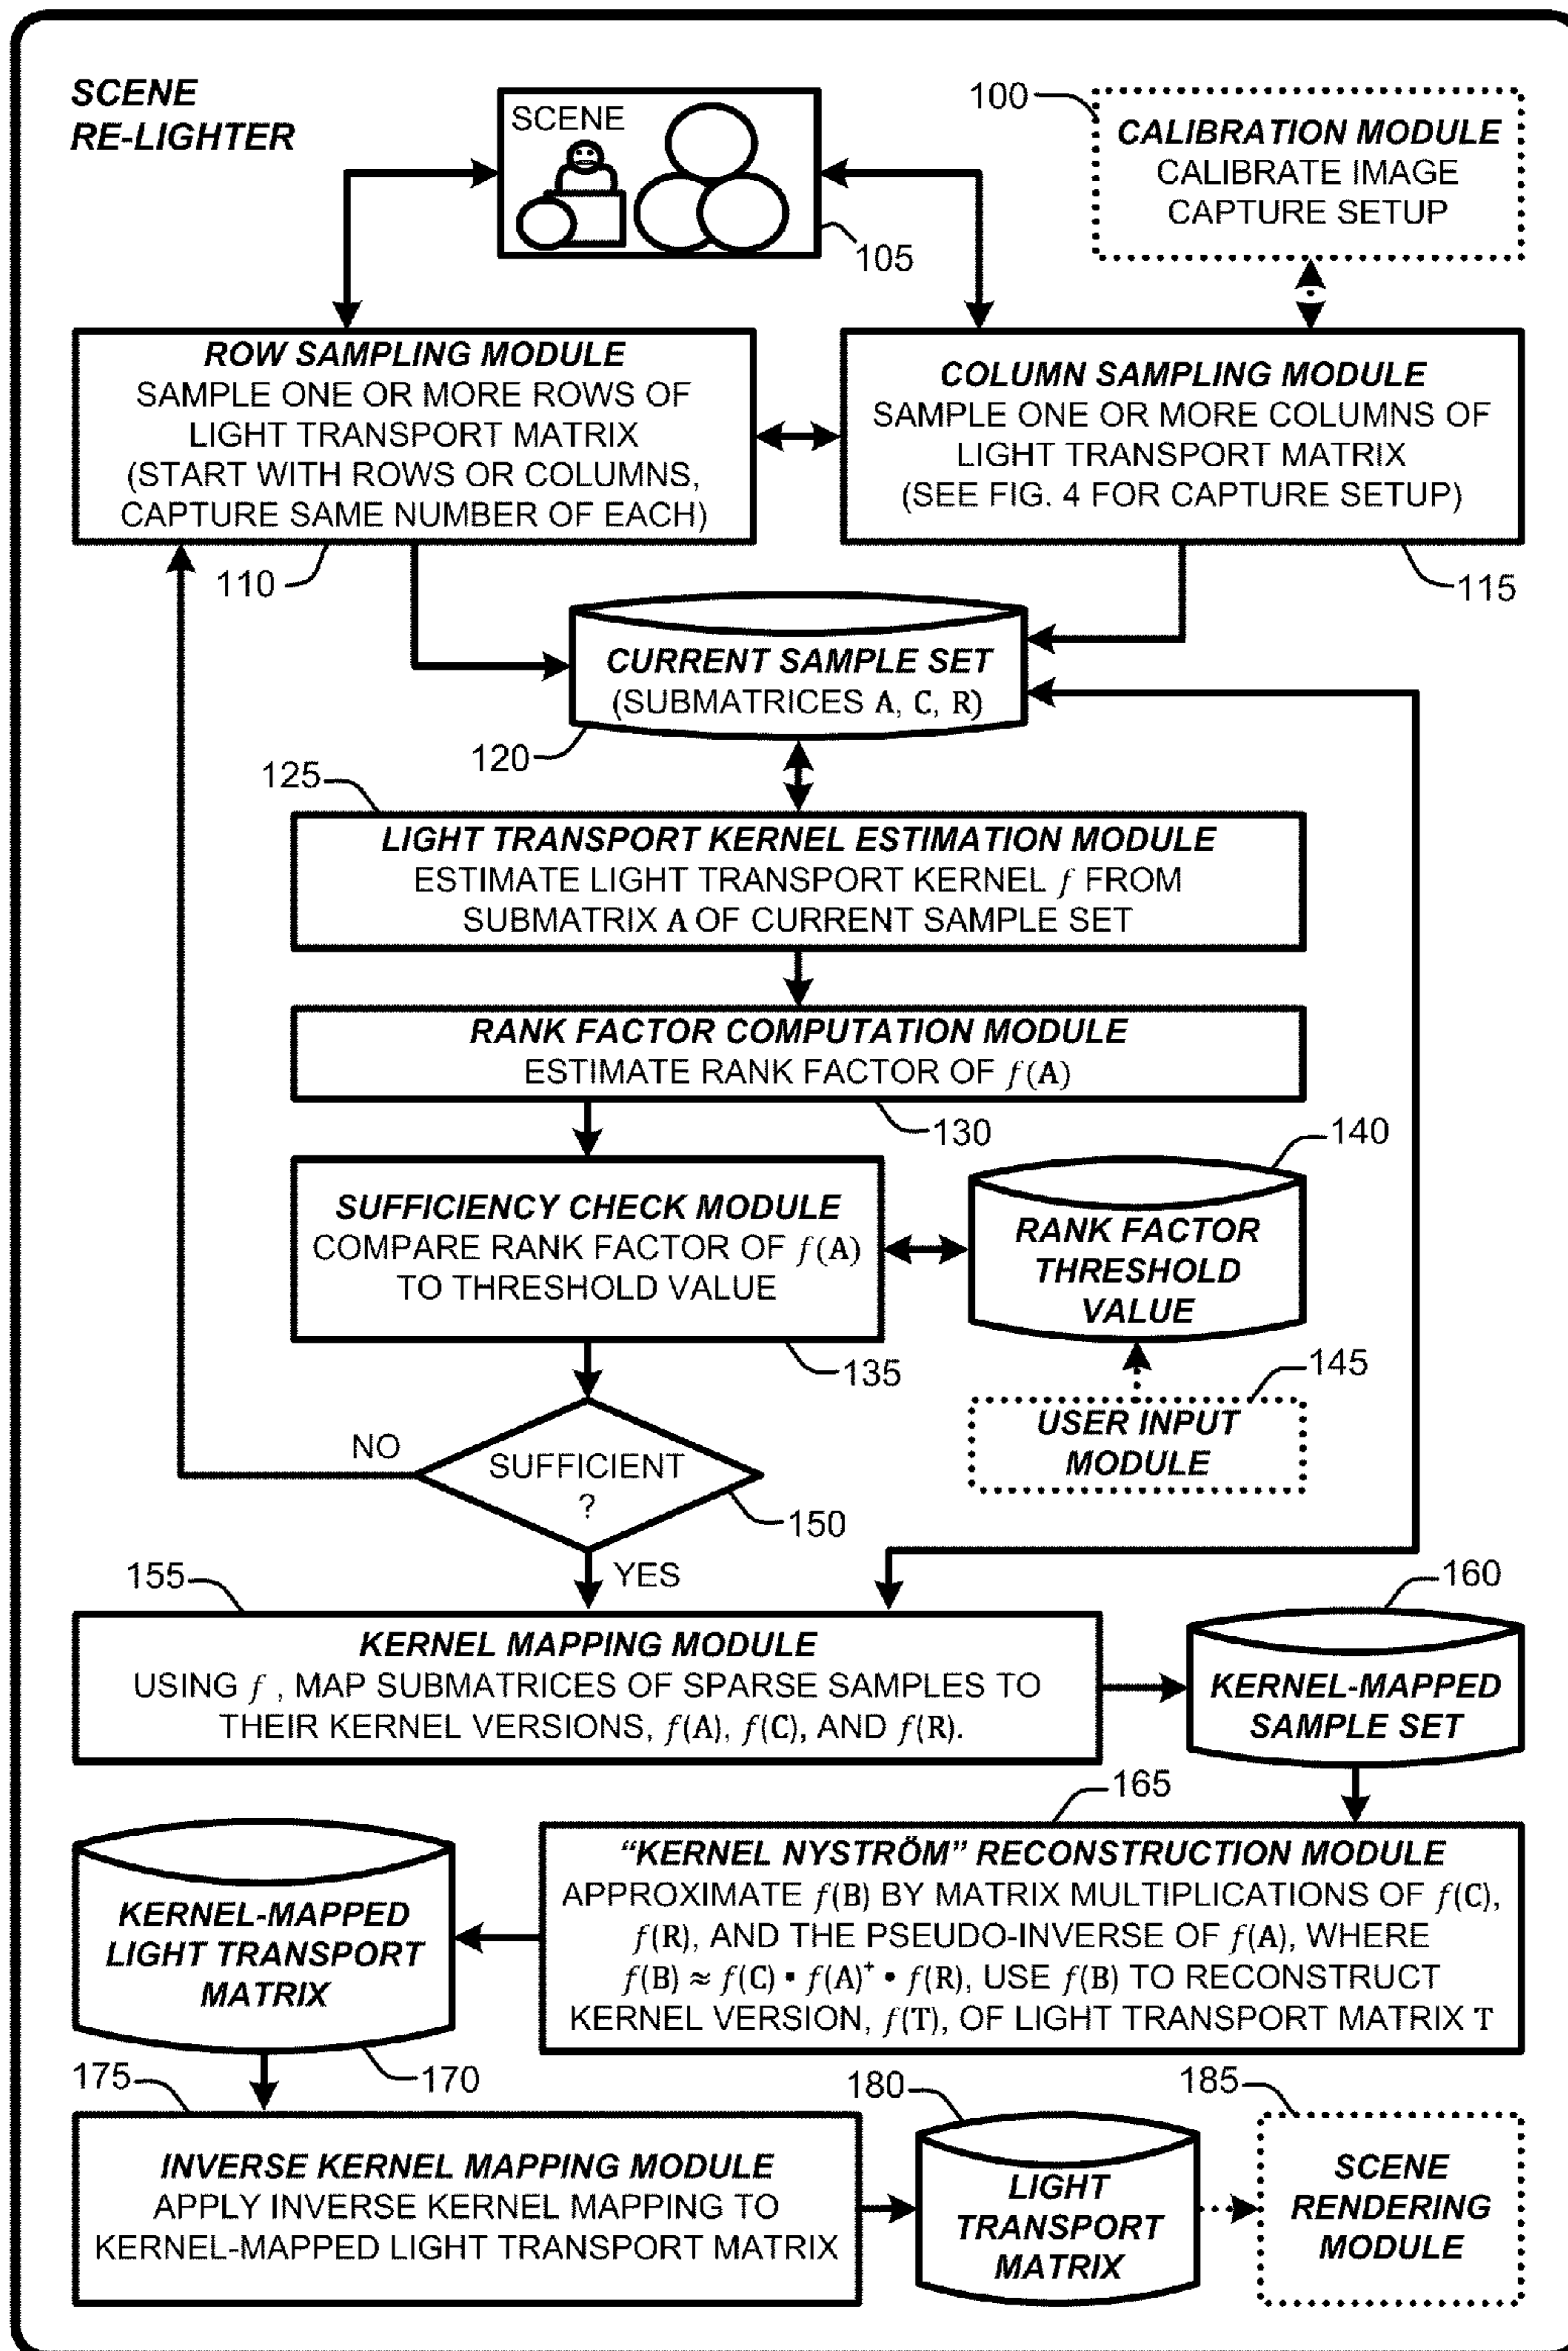 SCENE
RE-LIGHTER
SCENE
105
100
CALIBRATION MODULE
CALIBRATE IMAGE
CAPTURE SETUP
ROW SAMPLING MODULE
SAMPLE ONE OR MORE ROWS OF
LIGHT TRANSPORT MATRIX
(START WITH ROWS OR COLUMNS,
CAPTURE SAME NUMBER OF EACH)
110
COLUMN SAMPLING MODULE
SAMPLE ONE OR MORE COLUMNS OF
LIGHT TRANSPORT MATRIX
(SEE FIG. 4 FOR CAPTURE SETUP)
115
CURRENT SAMPLE SET
(SUBMATRICES A, C, R)
120
125
LIGHT TRANSPORT KERNEL ESTIMATION MODULE
ESTIMATE LIGHT TRANSPORT KERNEL f FROM
SUBMATRIX A OF CURRENT SAMPLE SET
RANK FACTOR COMPUTATION MODULE
ESTIMATE RANK FACTOR OF f(A)
130
SUFFICIENCY CHECK MODULE
COMPARE RANK FACTOR OF f(A)
TO THRESHOLD VALUE
135
140
RANK FACTOR
THRESHOLD
VALUE
145
USER INPUT
MODULE
NO
SUFFICIENT
?
150
YES
155
KERNEL MAPPING MODULE
USING f , MAP SUBMATRICES OF SPARSE SAMPLES TO
THEIR KERNEL VERSIONS, f(A), f(C), AND f(R).
160
KERNEL-MAPPED
SAMPLE SET
165
“KERNEL NYSTRÖM” RECONSTRUCTION MODULE
APPROXIMATE f(B) BY MATRIX MULTIPLICATIONS OF f(C),
f(R), AND THE PSEUDO-INVERSE OF f(A), WHERE
f(B) ≈ f(C) ▪ f(A)⁺ ▪ f(R), USE f(B) TO RECONSTRUCT
KERNEL VERSION, f(T), OF LIGHT TRANSPORT MATRIX T
KERNEL-MAPPED
LIGHT TRANSPORT
MATRIX
170
175
INVERSE KERNEL MAPPING MODULE
APPLY INVERSE KERNEL MAPPING TO
KERNEL-MAPPED LIGHT TRANSPORT MATRIX
180
LIGHT
TRANSPORT
MATRIX
185
SCENE
RENDERING
MODULE